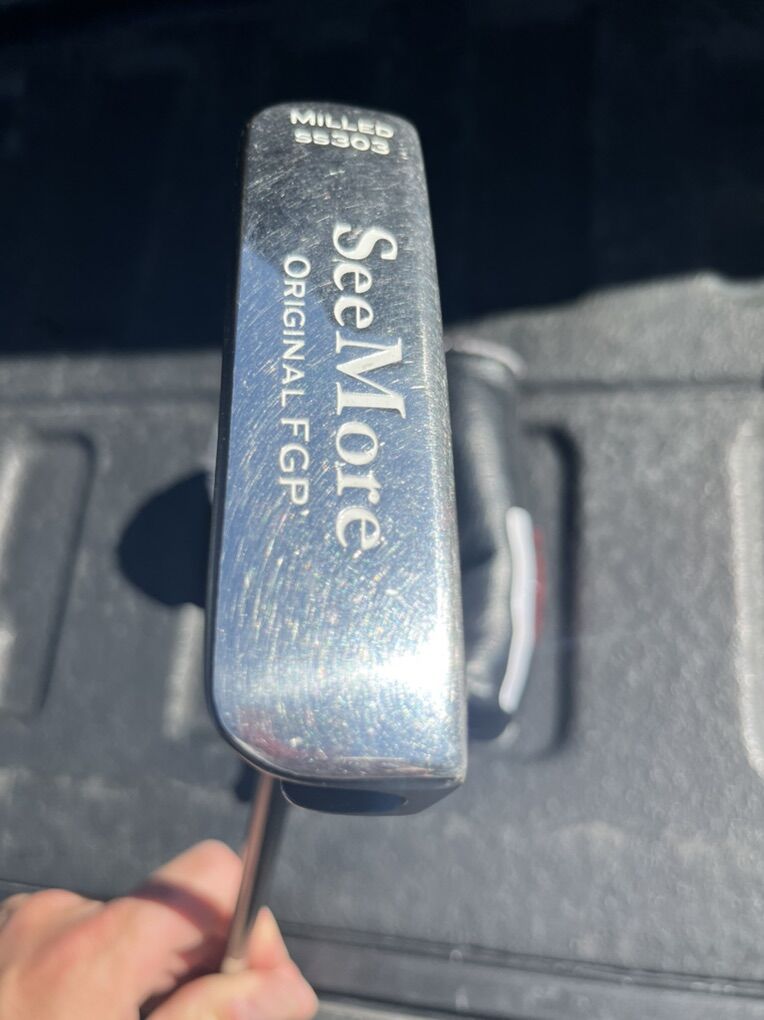 MILLED
SS303
SeeMore
ORIGINAL FGP